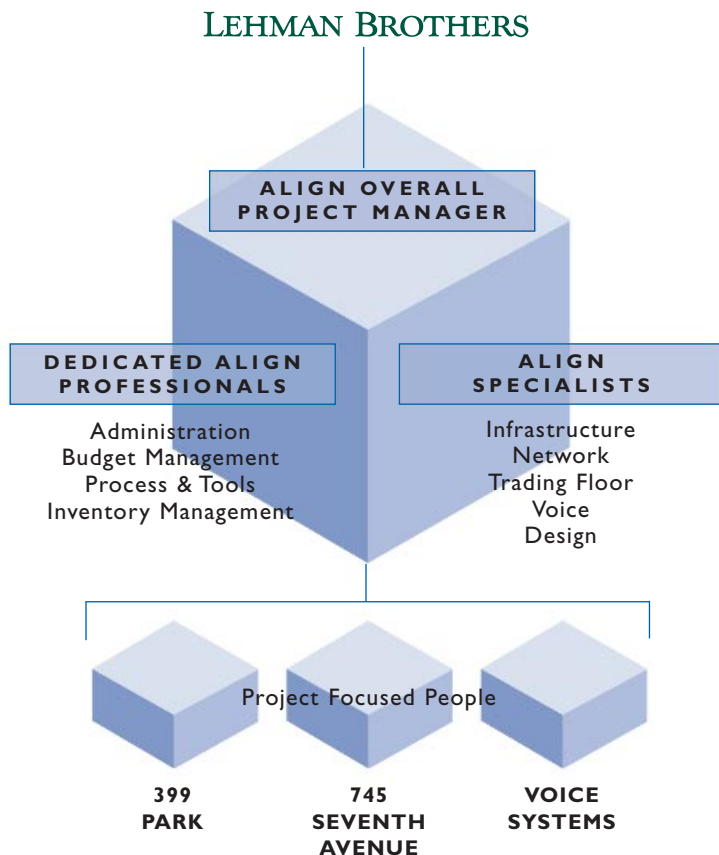 LEHMAN BROTHERS
ALIGN OVERALL
PROJECT MANAGER
DEDICATED ALIGN
PROFESSIONALS
Administration
Budget Management
Process & Tools
Inventory Management
ALIGN
SPECIALISTS
Infrastructure
Network
Trading Floor
Voice
Design
Project Focused People
399
PARK
745
SEVENTH
AVENUE
VOICE
SYSTEMS